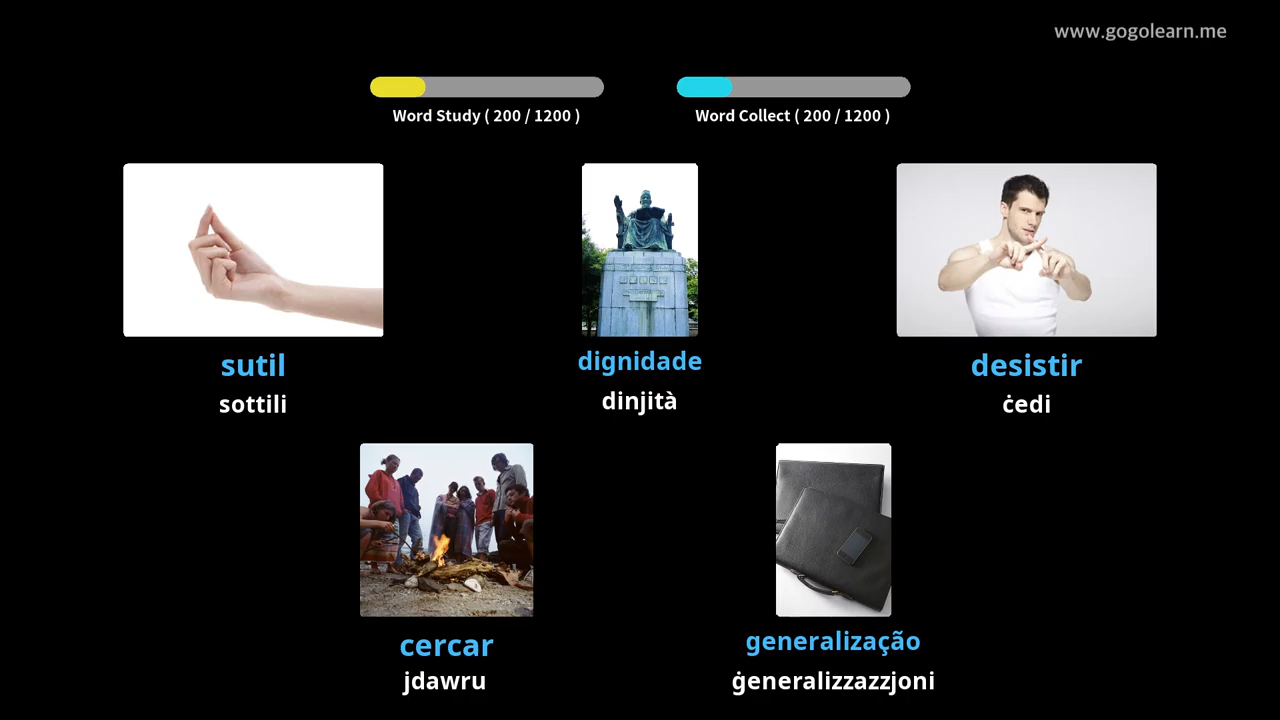 www.gogolearn.me
Word Study ( 200 / 1200 )
Word Collect ( 200 / 1200 )
sutil
sottili
dignidade
dinjità
desistir
ċedi
cercar
jdawru
generalização
ġeneralizzazzjoni